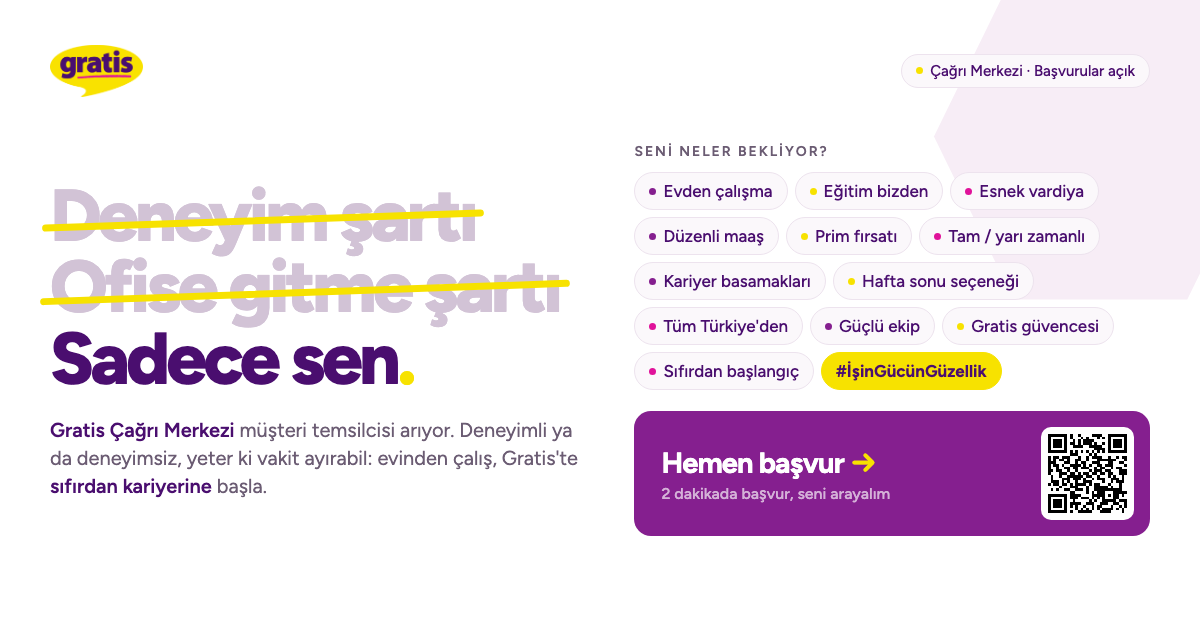 gratis
Çağrı Merkezi · Başvurular açık
Deneyim şartı
Ofise gitme şartı
Sadece sen.
Gratis Çağrı Merkezi müşteri temsilcisi arıyor. Deneyimli ya
da deneyimsiz, yeter ki vakit ayırabil: evinden çalış, Gratis'te
sıfırdan kariyerine başla.
SENİ NELER BEKLİYOR?
Evden çalışma Eğitim bizden Esnek vardiya
Düzenli maaş Prim fırsatı Tam / yarı zamanlı
Kariyer basamakları Hafta sonu seçeneği
Tüm Türkiye'den Güçlü ekip Gratis güvencesi
Sıfırdan başlangıç #İşinGücünGüzellik
Hemen başvur →
2 dakikada başvur, seni arayalım